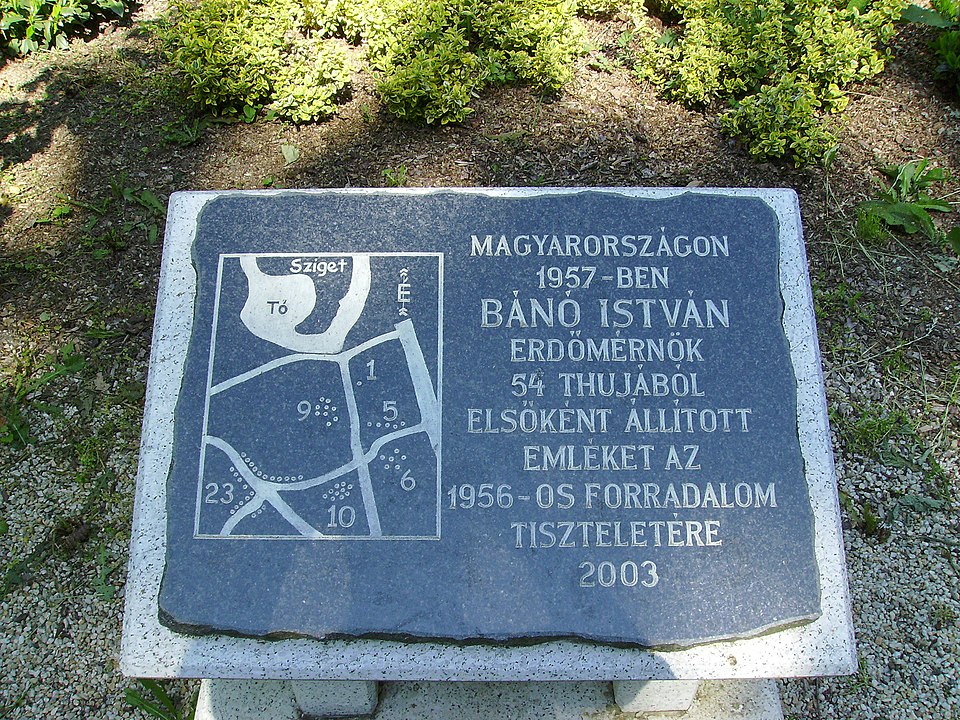 Sziget
Tó
É
1
9
5
6
23
10
MAGYARORSZÁGON
1957-BEN
BÁNÓ ISTVÁN
ERDŐMÉRNÖK
54 THUJÁBÓL
ELSŐKÉNT ÁLLÍTOTT
EMLÉKET AZ
1956-OS FORRADALOM
TISZTELETÉRE
2003